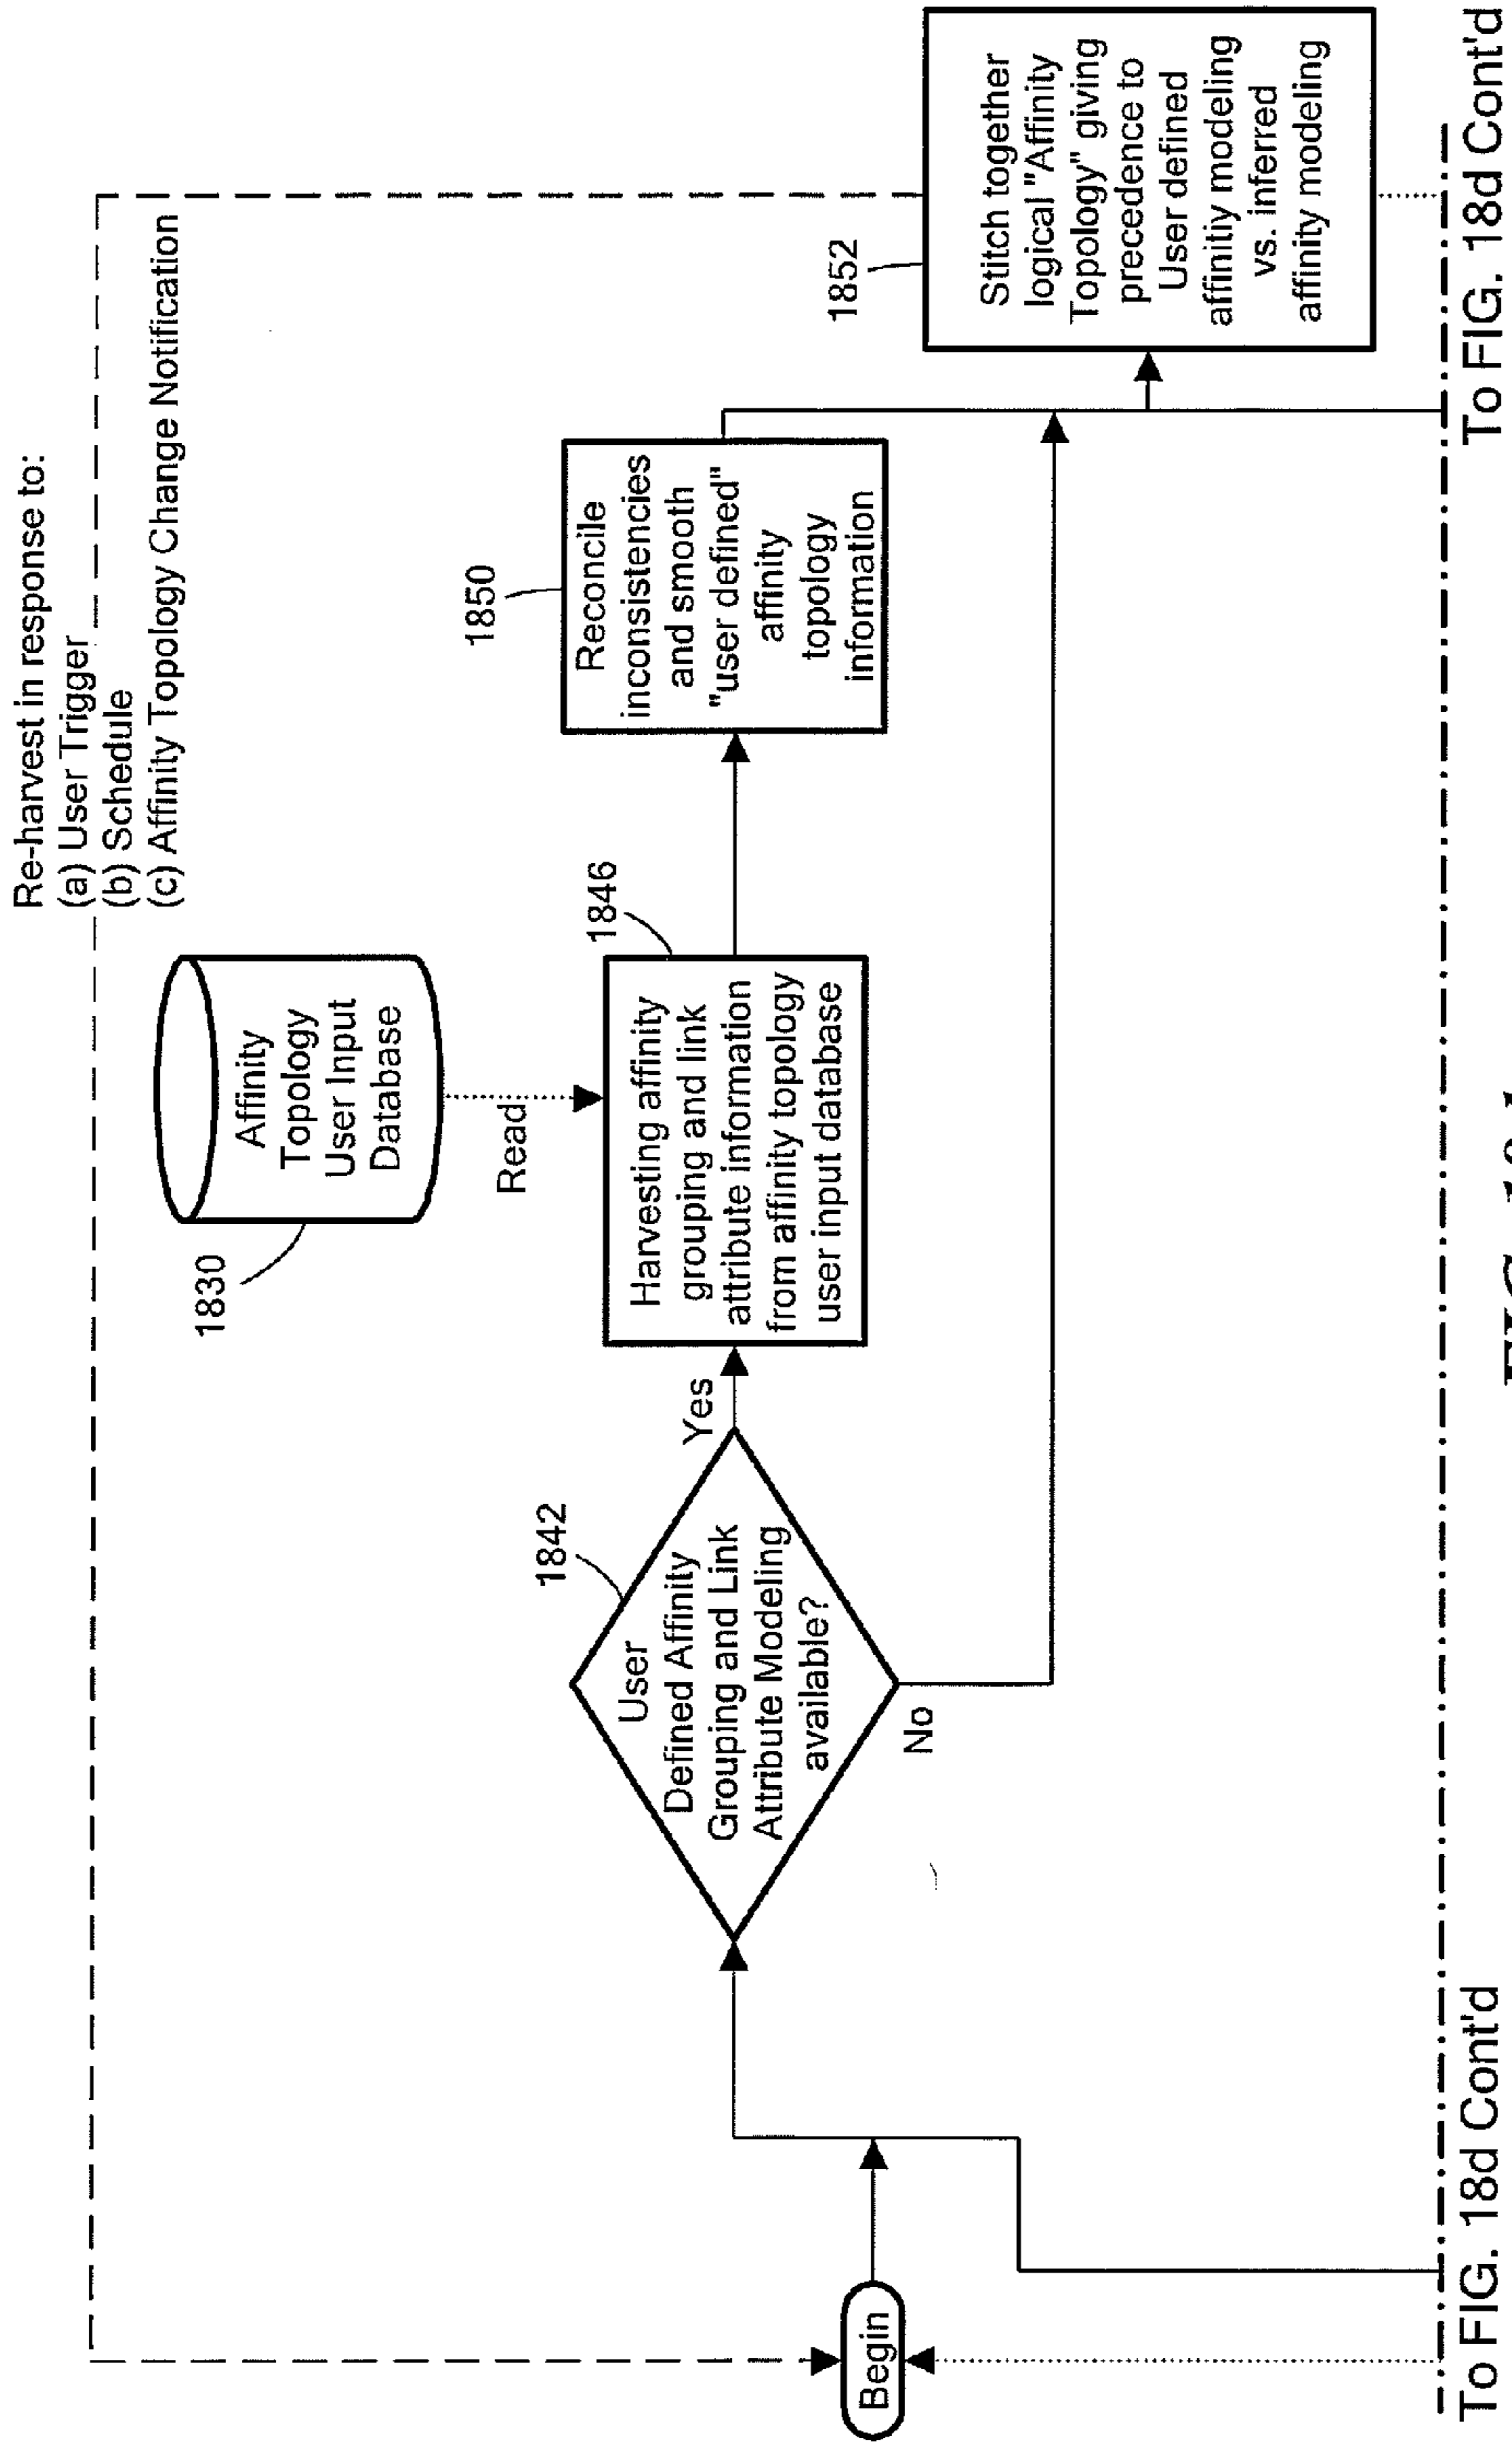 Re-harvest in response to:
(a) User Trigger
(b) Schedule
(c) Affinity Topology Change Notification
1830
Affinity
Topology
User Input
Database
Read
1842
User
Defined Affinity
Grouping and Link
Attribute Modeling
available?
Yes
No
1846
Harvesting affinity
grouping and link
attribute information
from affinity topology
user input database
1850
Reconcile
inconsistencies
and smooth
"user defined"
affinity
topology
information
1852
Stitch together
logical "Affinity
Topology" giving
precedence to
User defined
affinitiy modeling
vs. inferred
affinity modeling
Begin
To FIG. 18d Cont'd
To FIG. 18d Cont'd